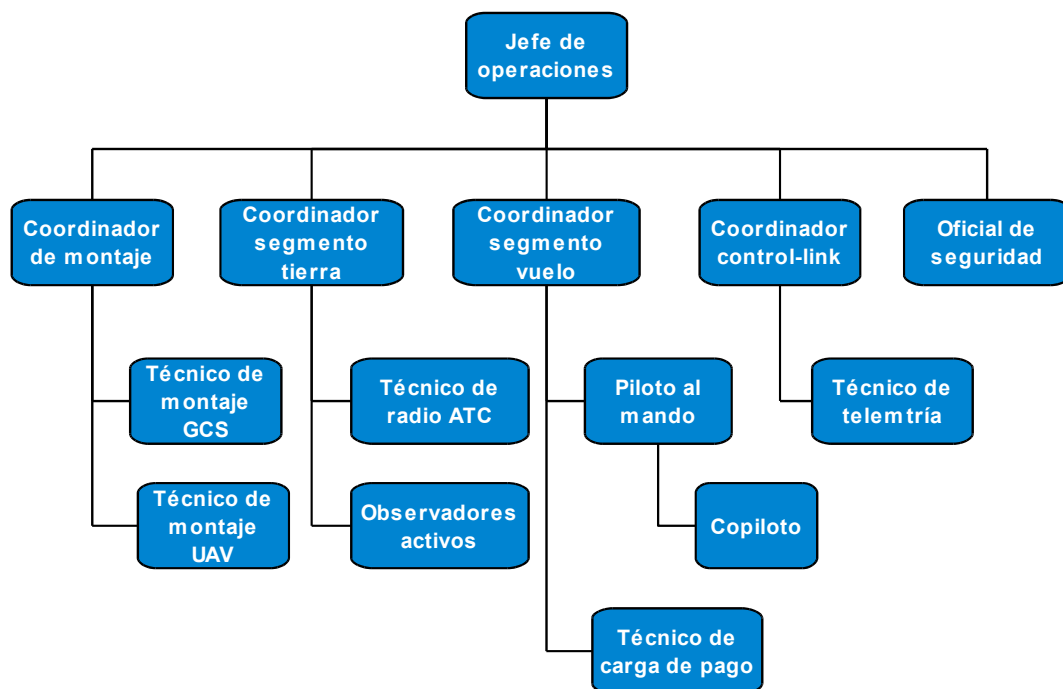 Jefe de
operaciones
Coordinador
de montaje
Coordinador
segmento
tierra
Coordinador
segmento
vuelo
Coordinador
control-link
Oficial de
seguridad
Técnico de
montaje
GCS
Técnico de
radio ATC
Piloto al
mando
Técnico de
telemtría
Técnico de
montaje
UAV
Observadores
activos
Copiloto
Técnico de
carga de pago